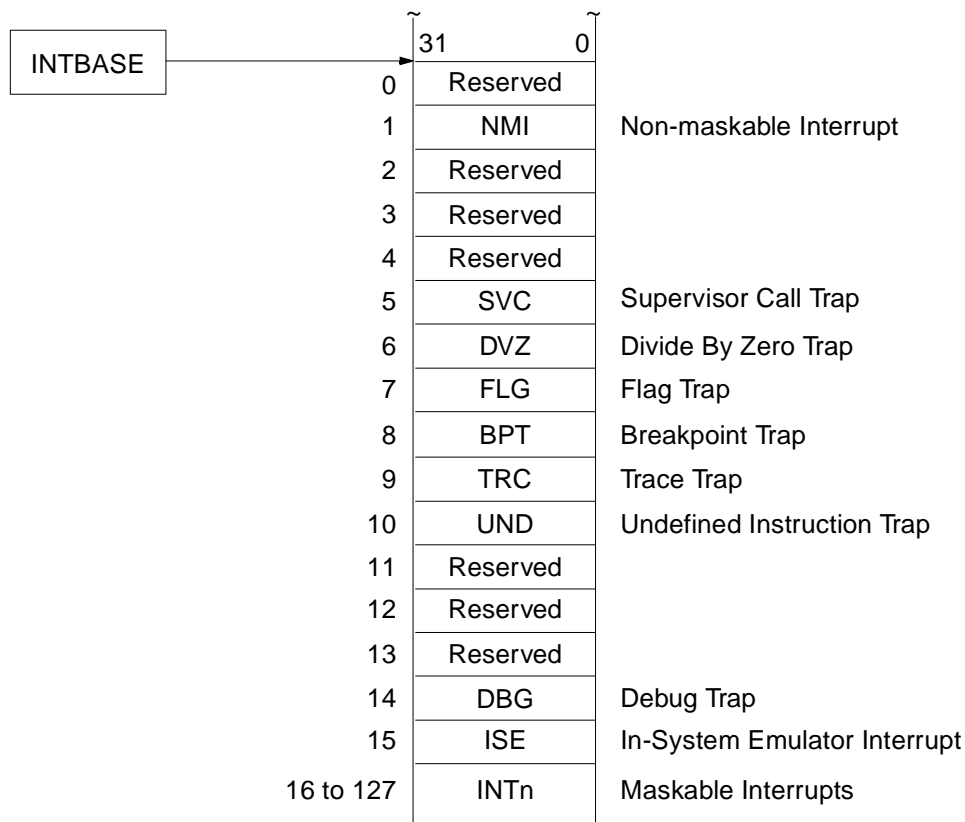 ~ ~
31 0
INTBASE
0 Reserved
1 NMI Non-maskable Interrupt
2 Reserved
3 Reserved
4 Reserved
5 SVC Supervisor Call Trap
6 DVZ Divide By Zero Trap
7 FLG Flag Trap
8 BPT Breakpoint Trap
9 TRC Trace Trap
10 UND Undefined Instruction Trap
11 Reserved
12 Reserved
13 Reserved
14 DBG Debug Trap
15 ISE In-System Emulator Interrupt
16 to 127 INTn Maskable Interrupts